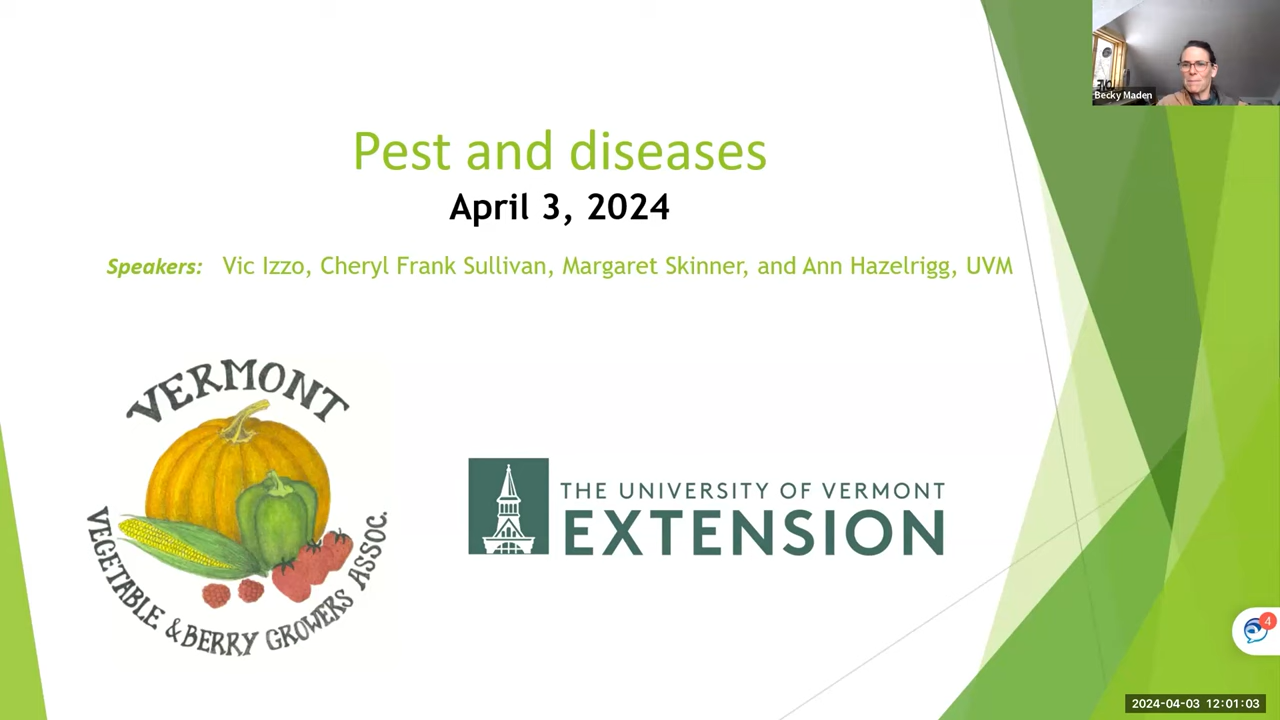 Pest and diseases
April 3, 2024
Speakers: Vic Izzo, Cheryl Frank Sullivan, Margaret Skinner, and Ann Hazelrigg, UVM
VERMONT
VEGETABLE & BERRY GROWERS ASSOC.
THE UNIVERSITY OF VERMONT
EXTENSION
Becky Maden
4
2024-04-03 12:01:03